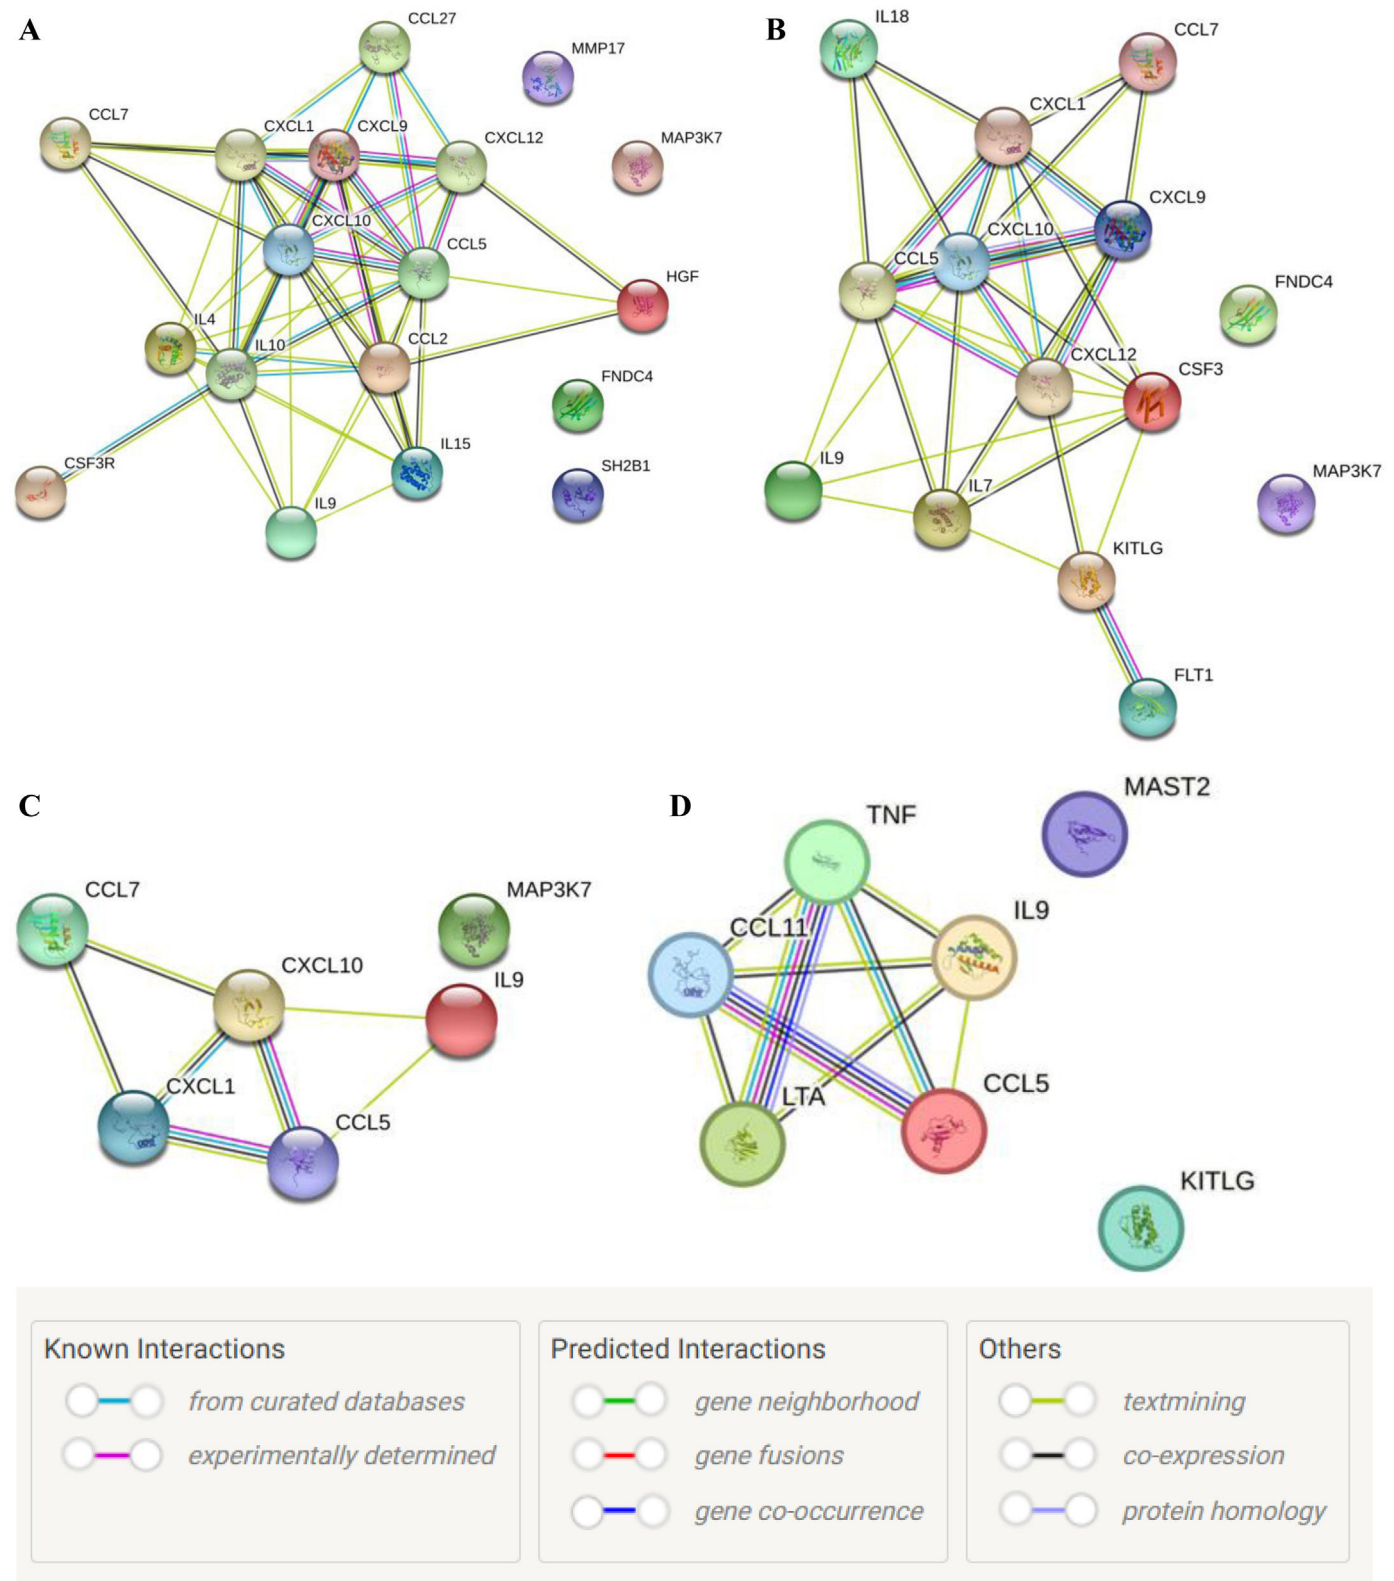 A
CCL27
MMP17
CCL7
CXCL1
CXCL9
CXCL12
MAP3K7
CXCL10
CCL5
HGF
IL4
IL10
CCL2
FNDC4
CSF3R
IL15
SH2B1
IL9
B
IL18
CCL7
CXCL1
CXCL9
CXCL10
CCL5
FNDC4
CXCL12
CSF3
IL9
IL7
MAP3K7
KITLG
FLT1
C
CCL7
MAP3K7
CXCL10
IL9
CXCL1
CCL5
D
MAST2
TNF
IL9
CCL11
CCL5
LTA
KITLG
Known Interactions
from curated databases
experimentally determined
Predicted Interactions
gene neighborhood
gene fusions
gene co-occurrence
Others
textmining
co-expression
protein homology